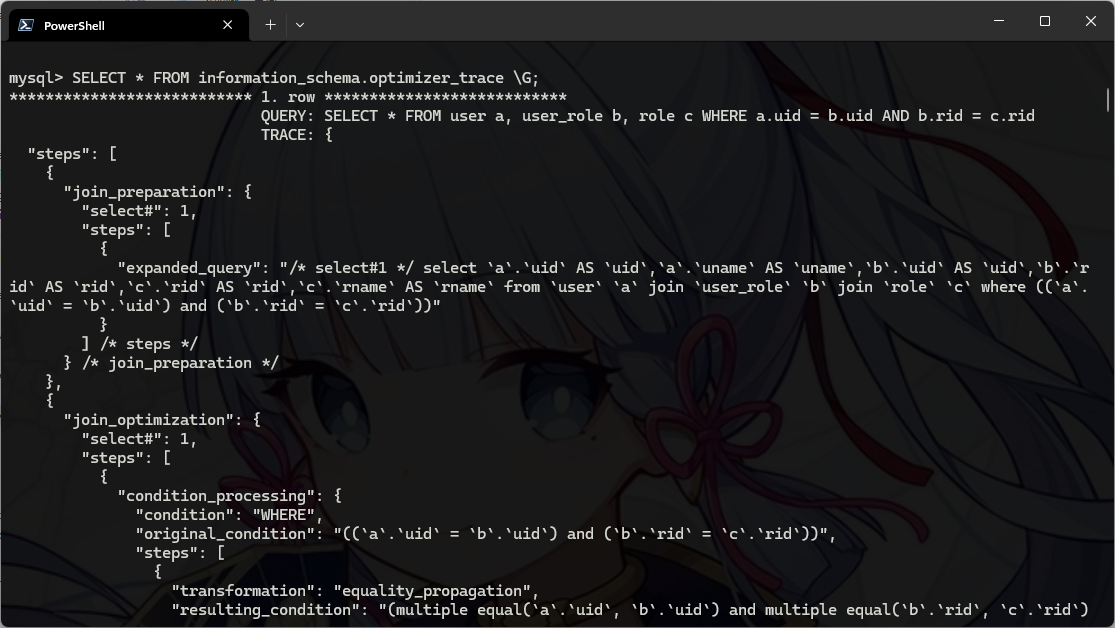 PowerShell
mysql> SELECT * FROM information_schema.optimizer_trace \G;
*************************** 1. row ***************************
QUERY: SELECT * FROM user a, user_role b, role c WHERE a.uid = b.uid AND b.rid = c.rid
TRACE: {
"steps": [
{
"join_preparation": {
"select#": 1,
"steps": [
{
"expanded_query": "/* select#1 */ select `a`.`uid` AS `uid`,`a`.`uname` AS `uname`,`b`.`uid` AS `uid`,`b`.`r
id` AS `rid`,`c`.`rid` AS `rid`,`c`.`rname` AS `rname` from `user` `a` join `user_role` `b` join `role` `c` where ((`a`.
`uid` = `b`.`uid`) and (`b`.`rid` = `c`.`rid`))"
}
] /* steps */
} /* join_preparation */
},
{
"join_optimization": {
"select#": 1,
"steps": [
{
"condition_processing": {
"condition": "WHERE",
"original_condition": "((`a`.`uid` = `b`.`uid`) and (`b`.`rid` = `c`.`rid`))",
"steps": [
{
"transformation": "equality_propagation",
"resulting_condition": "(multiple equal(`a`.`uid`, `b`.`uid`) and multiple equal(`b`.`rid`, `c`.`rid`)